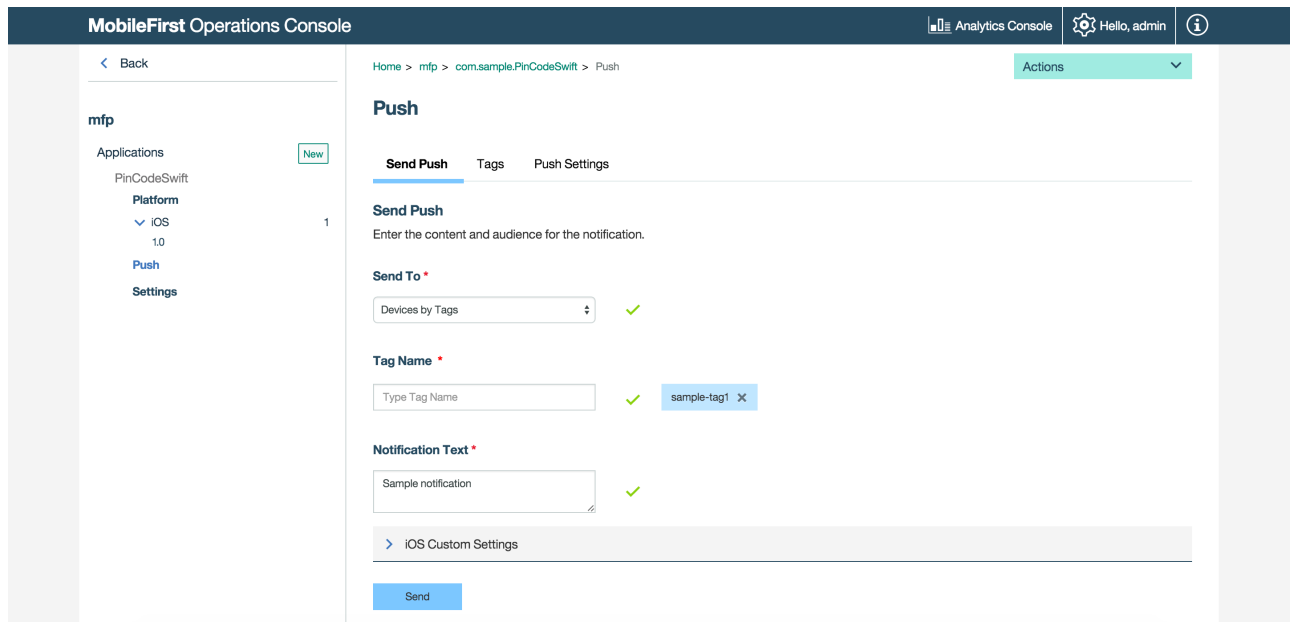 MobileFirst Operations Console
Analytics Console
Hello, admin
Back
mfp
Applications
New
PinCodeSwift
Platform
iOS
1
1.0
Push
Settings
Home > mfp > com.sample.PinCodeSwift > Push
Actions
Push
Send Push
Tags
Push Settings
Send Push
Enter the content and audience for the notification.
Send To *
Devices by Tags
Tag Name *
Type Tag Name
sample-tag1
Notification Text *
Sample notification
iOS Custom Settings
Send